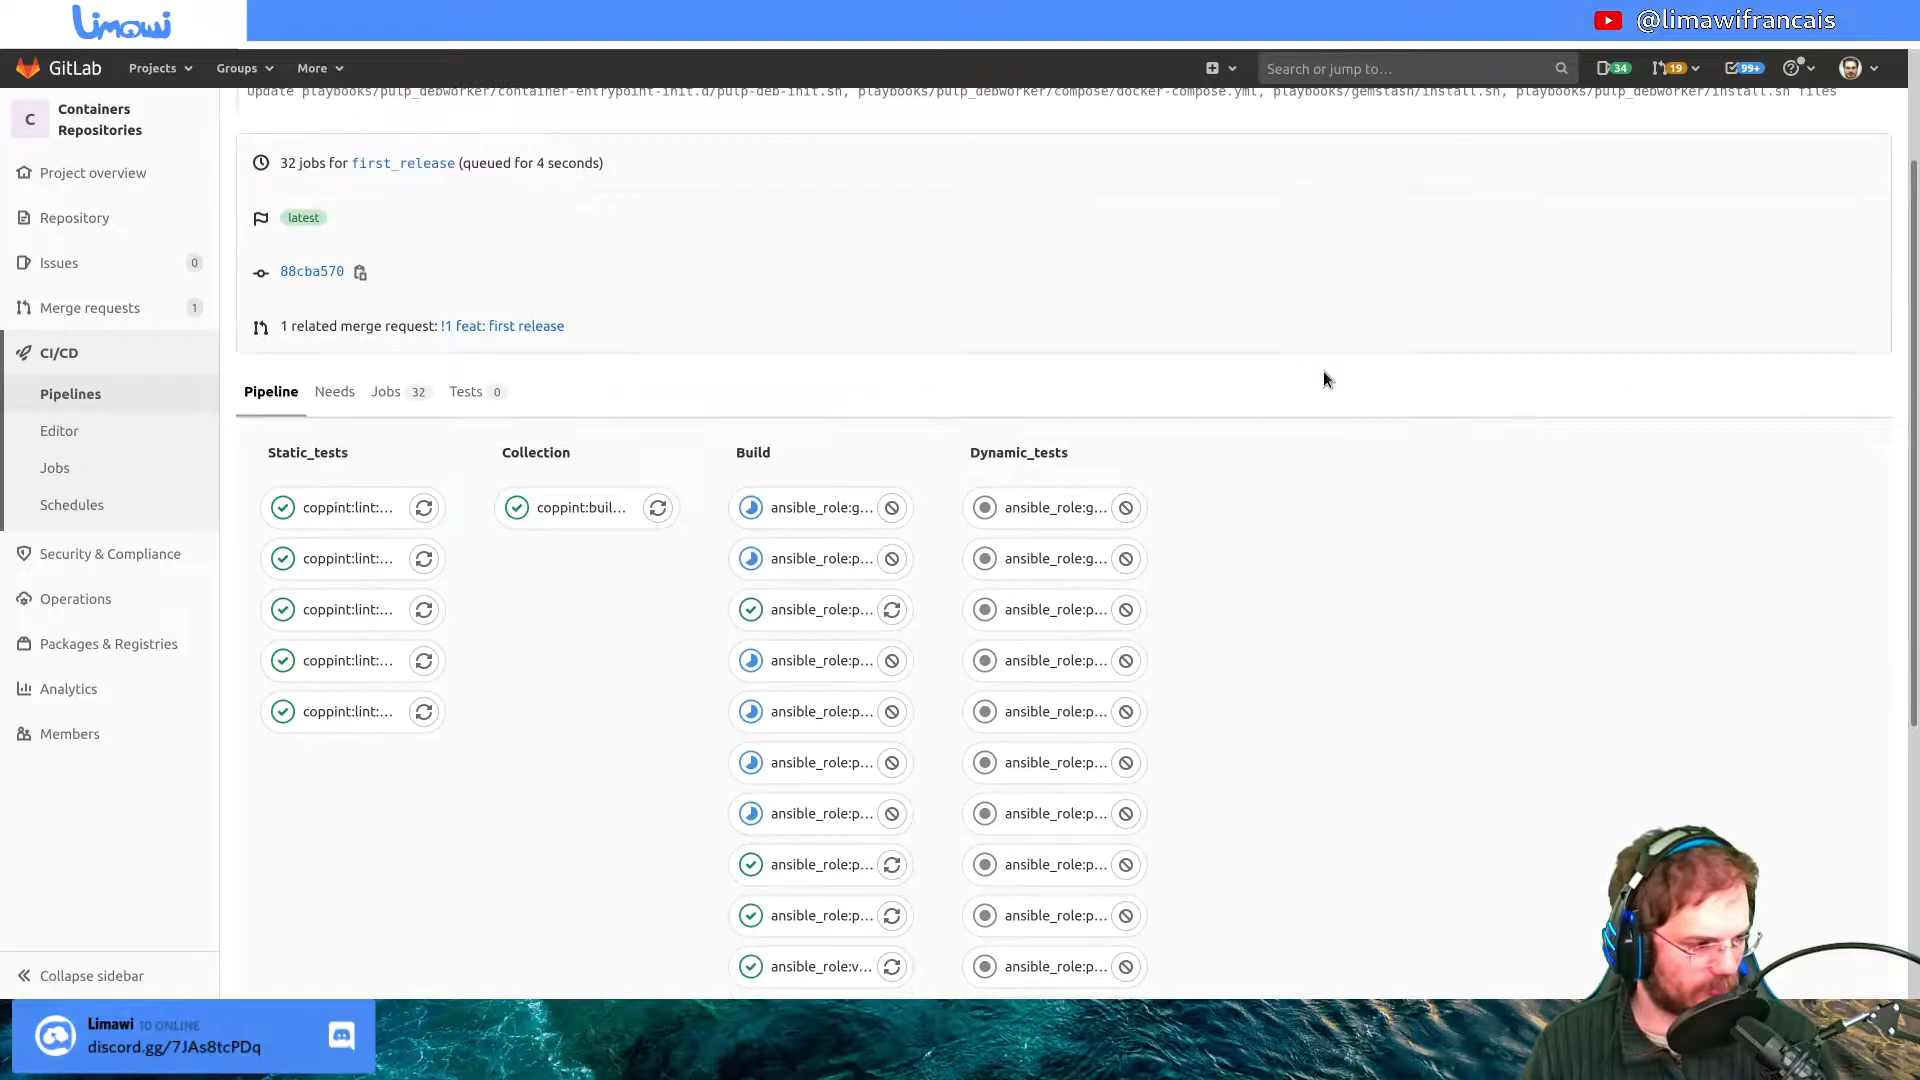 Limawi
@limawifrancais
GitLab Projects Groups More Search or jump to... 34 19 99+
C Containers Repositories
Project overview
Repository
Issues 0
Merge requests 1
CI/CD
Pipelines
Editor
Jobs
Schedules
Security & Compliance
Operations
Packages & Registries
Analytics
Members
Collapse sidebar
Update playbooks/pulp_debworker/container-entrypoint-init.d/pulp-deb-init.sh, playbooks/pulp_debworker/compose/docker-compose.yml, playbooks/gemstash/install.sh, playbooks/pulp_debworker/install.sh files
32 jobs for first_release (queued for 4 seconds)
latest
88cba570
1 related merge request: !1 feat: first release
Pipeline Needs Jobs 32 Tests 0
Static_tests
coppint:lint:...
coppint:lint:...
coppint:lint:...
coppint:lint:...
coppint:lint:...
Collection
coppint:buil...
Build
ansible_role:g...
ansible_role:p...
ansible_role:p...
ansible_role:p...
ansible_role:p...
ansible_role:p...
ansible_role:p...
ansible_role:p...
ansible_role:p...
ansible_role:v...
Dynamic_tests
ansible_role:g...
ansible_role:g...
ansible_role:p...
ansible_role:p...
ansible_role:p...
ansible_role:p...
ansible_role:p...
ansible_role:p...
ansible_role:p...
ansible_role:p...
Limawi 10 ONLINE
discord.gg/7JAs8tcPDq